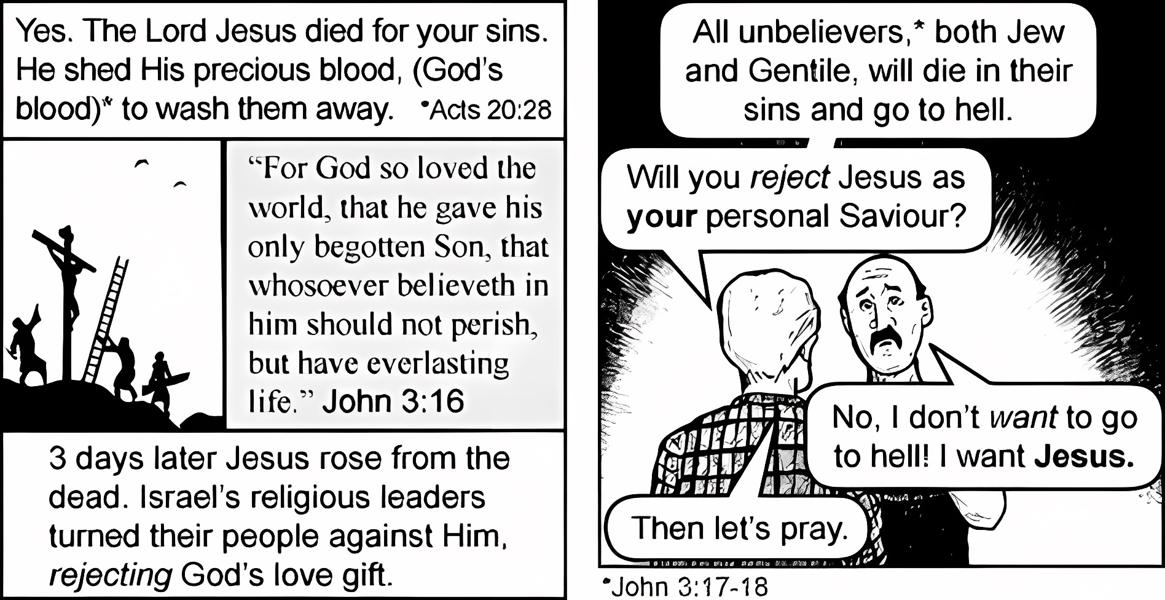 Yes. The Lord Jesus died for your sins.
He shed His precious blood, (God's
blood)* to wash them away. *Acts 20:28
“For God so loved the
world, that he gave his
only begotten Son, that
whosoever believeth in
him should not perish,
but have everlasting
life.” John 3:16
3 days later Jesus rose from the
dead. Israel's religious leaders
turned their people against Him,
rejecting God's love gift.
All unbelievers,* both Jew
and Gentile, will die in their
sins and go to hell.
Will you reject Jesus as
your personal Saviour?
No, I don't want to go
to hell! I want Jesus.
Then let's pray.
*John 3:17-18